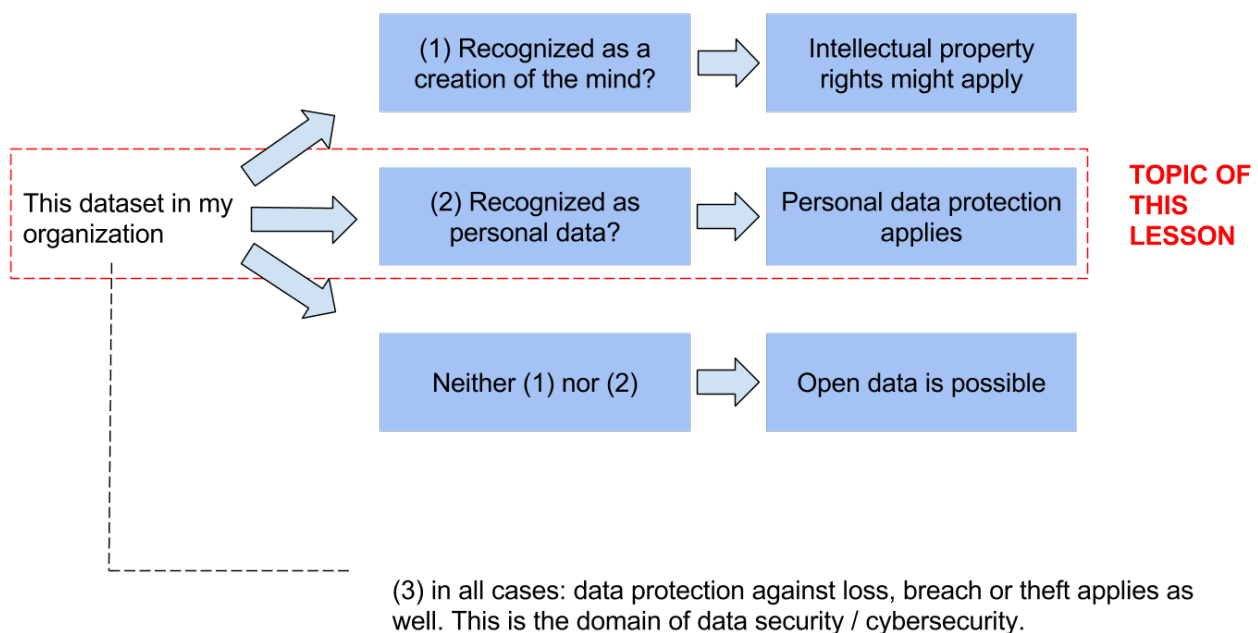 (1) Recognized as a
creation of the mind?
Intellectual property
rights might apply
This dataset in my
organization
(2) Recognized as
personal data?
Personal data protection
applies
TOPIC OF
THIS
LESSON
Neither (1) nor (2)
Open data is possible
(3) in all cases: data protection against loss, breach or theft applies as
well. This is the domain of data security / cybersecurity.